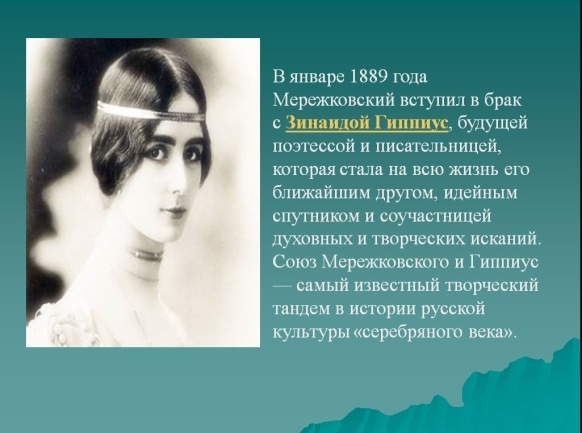 В январе 1889 года
Мережковский вступил в брак
с Зинаидой Гиппиус, будущей
поэтессой и писательницей,
которая стала на всю жизнь его
ближайшим другом, идейным
спутником и соучастницей
духовных и творческих исканий.
Союз Мережковского и Гиппиус
— самый известный творческий
тандем в истории русской
культуры «серебряного века».